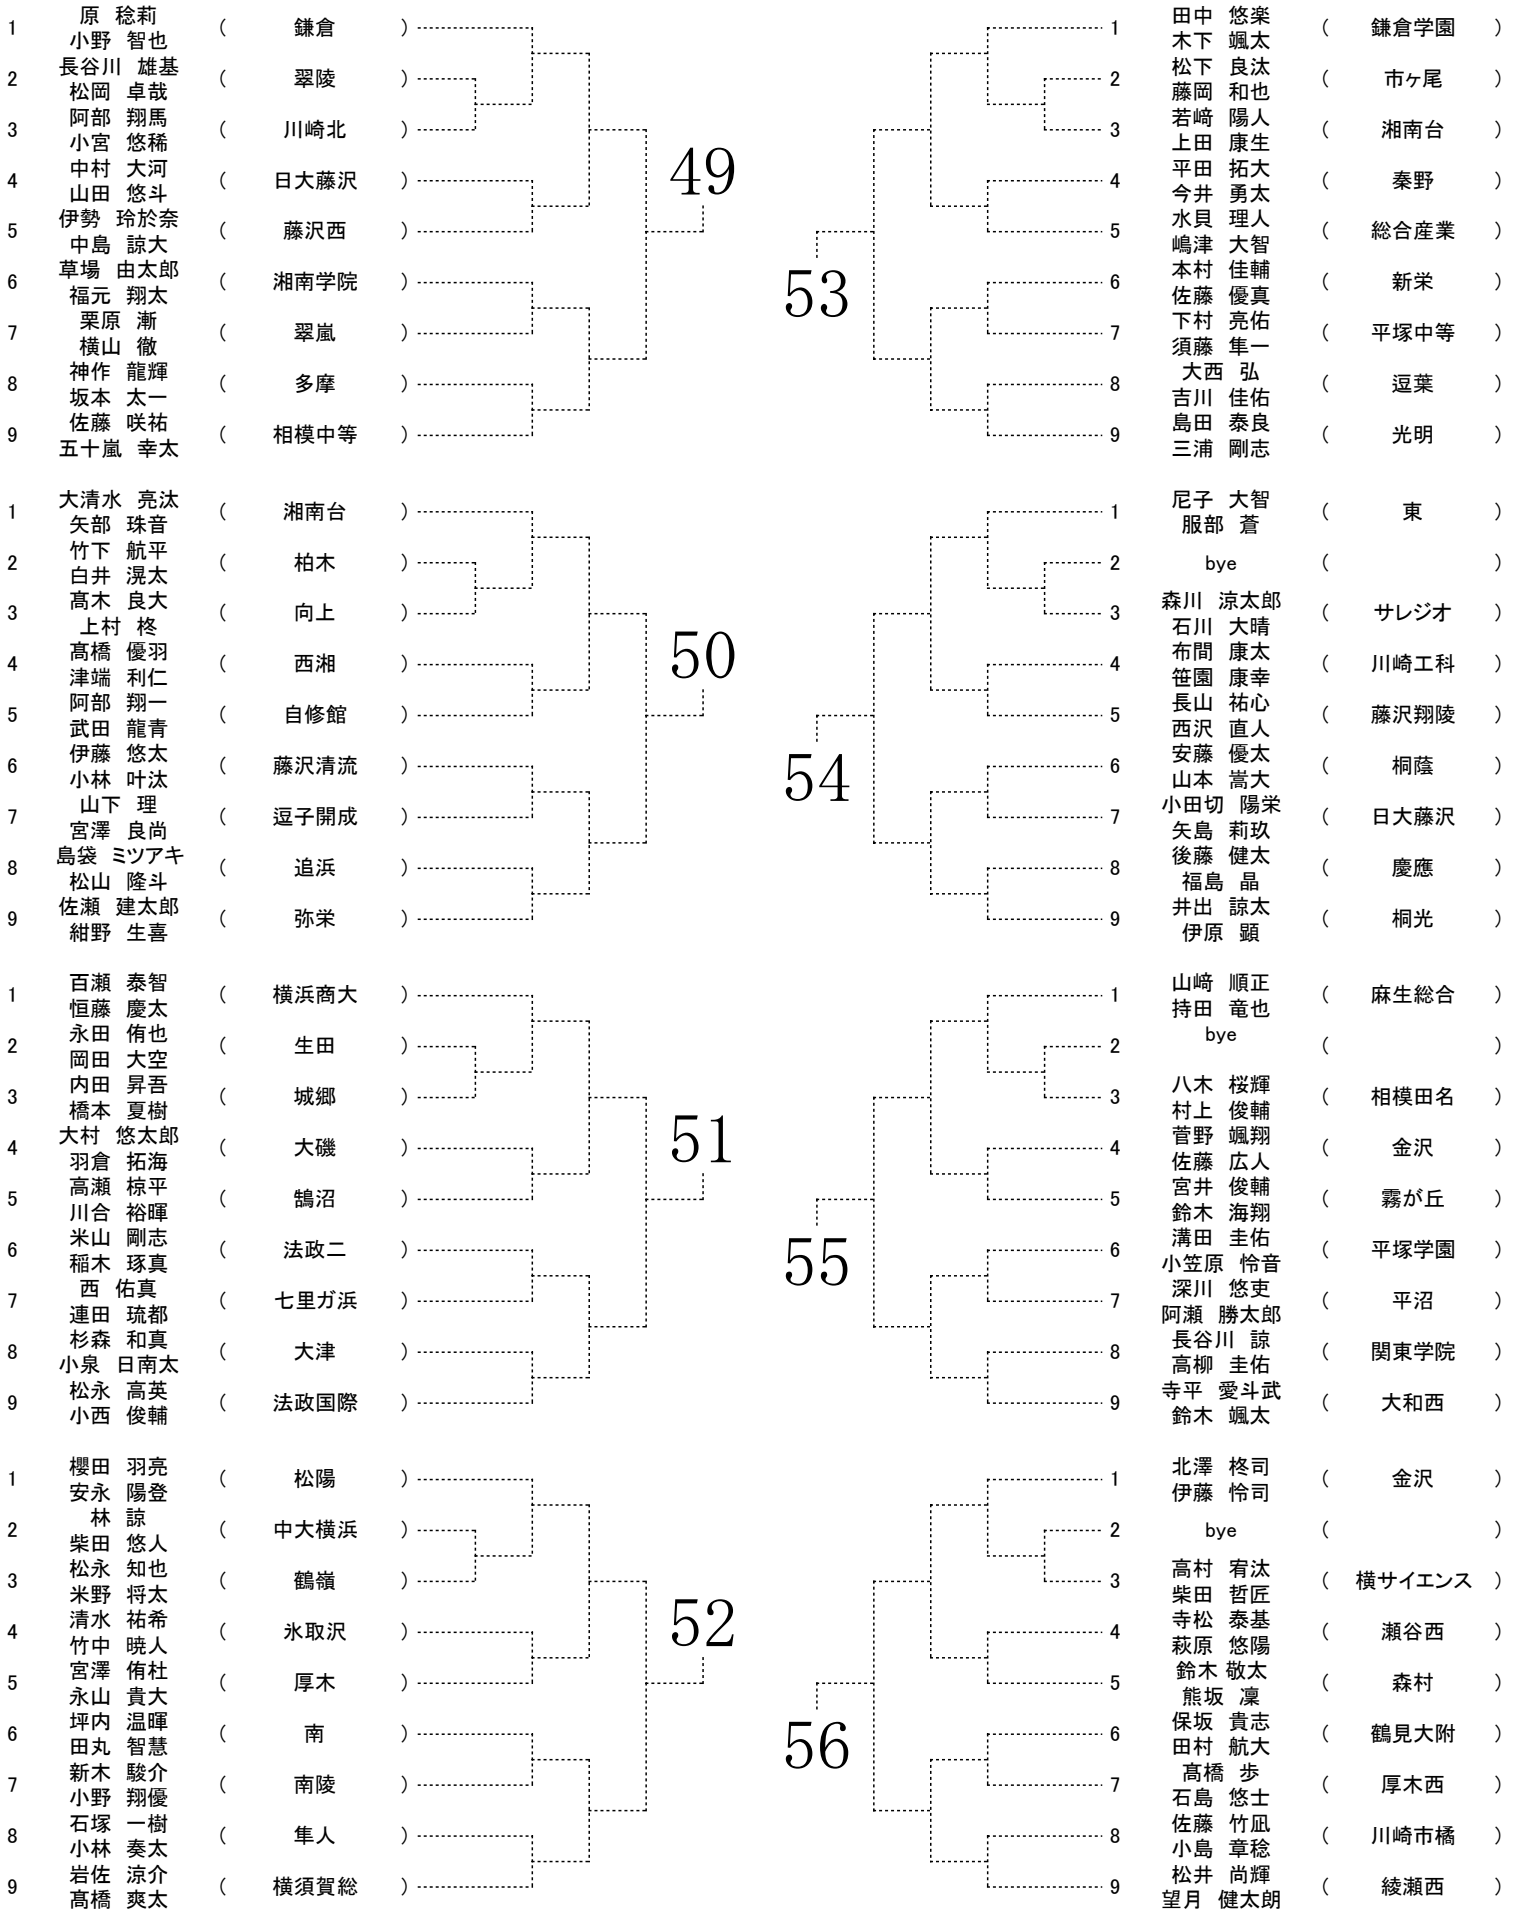 49
1 原 稔莉 小野 智也 ( 鎌倉 )
2 長谷川 雄基 松岡 卓哉 ( 翠陵 )
3 阿部 翔馬 小宮 悠稀 ( 川崎北 )
4 中村 大河 山田 悠斗 ( 日大藤沢 )
5 伊勢 玲於奈 中島 諒大 ( 藤沢西 )
6 草場 由太郎 福元 翔太 ( 湘南学院 )
7 栗原 漸 横山 徹 ( 翠嵐 )
8 神作 龍輝 坂本 太一 ( 多摩 )
9 佐藤 咲祐 五十嵐 幸太 ( 相模中等 )
50
1 大清水 亮汰 矢部 珠音 ( 湘南台 )
2 竹下 航平 白井 滉太 ( 柏木 )
3 髙木 良大 上村 柊 ( 向上 )
4 髙橋 優羽 津端 利仁 ( 西湘 )
5 阿部 翔一 武田 龍青 ( 自修館 )
6 伊藤 悠太 小林 叶汰 ( 藤沢清流 )
7 山下 理 宮澤 良尚 ( 逗子開成 )
8 島袋 ミツアキ 松山 隆斗 ( 追浜 )
9 佐瀬 建太郎 紺野 生喜 ( 弥栄 )
51
1 百瀬 泰智 恒藤 慶太 ( 横浜商大 )
2 永田 侑也 岡田 大空 ( 生田 )
3 内田 昇吾 橋本 夏樹 ( 城郷 )
4 大村 悠太郎 羽倉 拓海 ( 大磯 )
5 高瀬 椋平 川合 裕暉 ( 鵠沼 )
6 米山 剛志 稲木 琢真 ( 法政二 )
7 西 佑真 連田 琉都 ( 七里ガ浜 )
8 杉森 和真 小泉 日南太 ( 大津 )
9 松永 高英 小西 俊輔 ( 法政国際 )
52
1 櫻田 羽亮 安永 陽登 ( 松陽 )
2 林 諒 柴田 悠人 ( 中大横浜 )
3 松永 知也 米野 将太 ( 鶴嶺 )
4 清水 祐希 竹中 暁人 ( 氷取沢 )
5 宮澤 侑杜 永山 貴大 ( 厚木 )
6 坪内 温暉 田丸 智慧 ( 南 )
7 新木 駿介 小野 翔優 ( 南陵 )
8 石塚 一樹 小林 奏太 ( 隼人 )
9 岩佐 涼介 髙橋 爽太 ( 横須賀総 )
53
1 田中 悠楽 木下 颯太 ( 鎌倉学園 )
2 松下 良汰 藤岡 和也 ( 市ヶ尾 )
3 若﨑 陽人 上田 康生 ( 湘南台 )
4 平田 拓大 今井 勇太 ( 秦野 )
5 水貝 理人 嶋津 大智 ( 総合産業 )
6 本村 佳輔 佐藤 優真 ( 新栄 )
7 下村 亮佑 須藤 隼一 ( 平塚中等 )
8 大西 弘 吉川 佳佑 ( 逗葉 )
9 島田 泰良 三浦 剛志 ( 光明 )
54
1 尼子 大智 服部 蒼 ( 東 )
2 bye ( )
3 森川 涼太郎 石川 大晴 ( サレジオ )
4 布間 康太 笹園 康幸 ( 川崎工科 )
5 長山 祐心 西沢 直人 ( 藤沢翔陵 )
6 安藤 優太 山本 嵩大 ( 桐蔭 )
7 小田切 陽栄 矢島 莉玖 ( 日大藤沢 )
8 後藤 健太 福島 晶 ( 慶應 )
9 井出 諒太 伊原 顕 ( 桐光 )
55
1 山﨑 順正 持田 竜也 ( 麻生総合 )
2 bye ( )
3 八木 桜輝 村上 俊輔 ( 相模田名 )
4 菅野 颯翔 佐藤 広人 ( 金沢 )
5 宮井 俊輔 鈴木 海翔 ( 霧が丘 )
6 溝田 圭佑 小笠原 怜音 ( 平塚学園 )
7 深川 悠吏 阿瀬 勝太郎 ( 平沼 )
8 長谷川 諒 高柳 圭佑 ( 関東学院 )
9 寺平 愛斗武 鈴木 颯太 ( 大和西 )
56
1 北澤 柊司 伊藤 怜司 ( 金沢 )
2 bye ( )
3 高村 宥汰 柴田 哲匠 ( 横サイエンス )
4 寺松 泰基 萩原 悠陽 ( 瀬谷西 )
5 鈴木 敬太 熊坂 凜 ( 森村 )
6 保坂 貴志 田村 航大 ( 鶴見大附 )
7 髙橋 歩 石島 悠士 ( 厚木西 )
8 佐藤 竹凪 小島 章稔 ( 川崎市橘 )
9 松井 尚輝 望月 健太朗 ( 綾瀬西 )